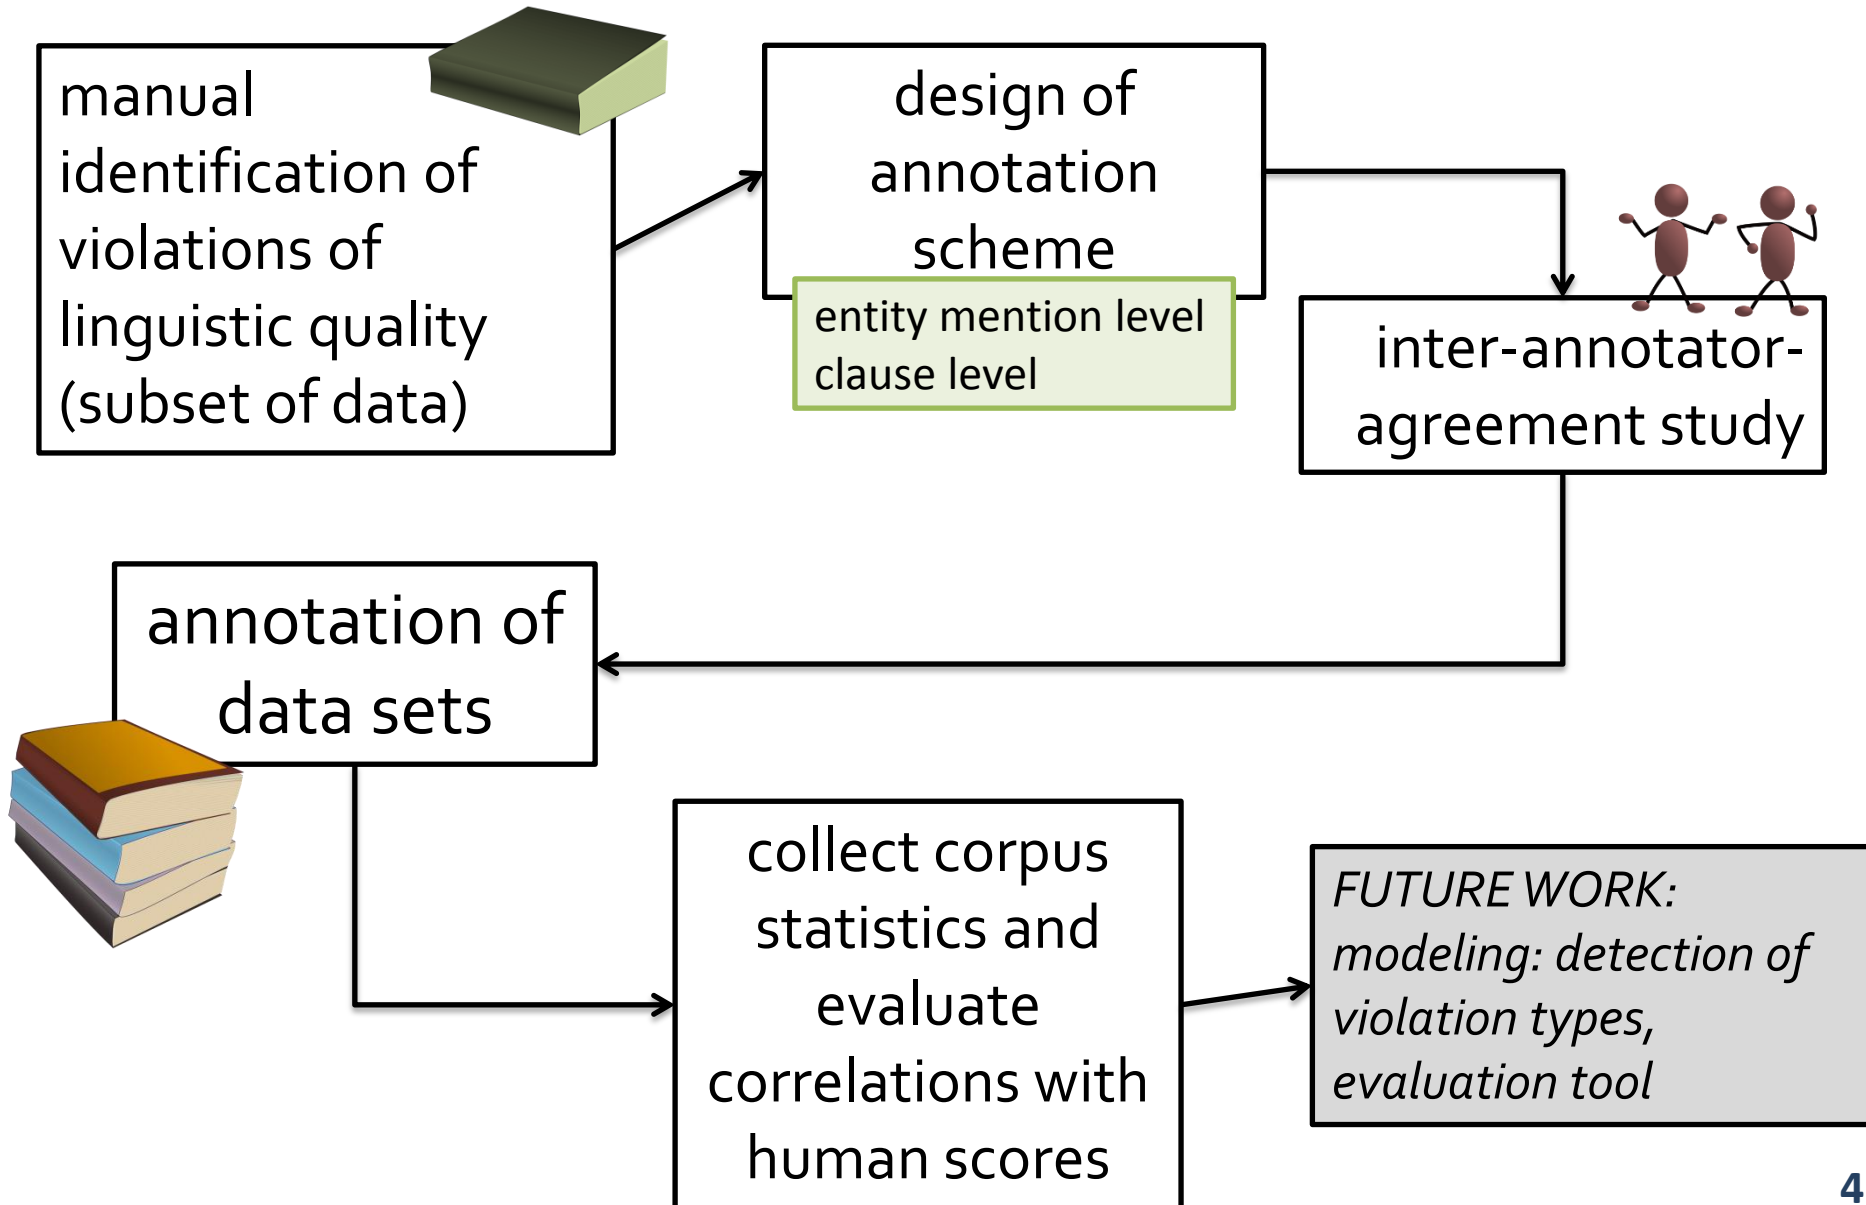 manual
identification of
violations of
linguistic quality
(subset of data)
design of
annotation
scheme
entity mention level
clause level
inter-annotator-
agreement study
annotation of
data sets
collect corpus
statistics and
evaluate
correlations with
human scores
FUTURE WORK:
modeling: detection of
violation types,
evaluation tool
4